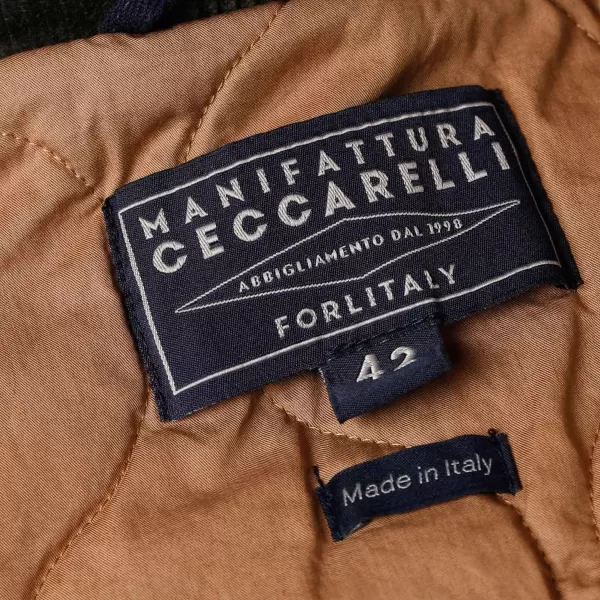 MANIFATTURA
CECCARELLI
ABBIGLIAMENTO DAL 1998
FORLITALY
42
Made in Italy